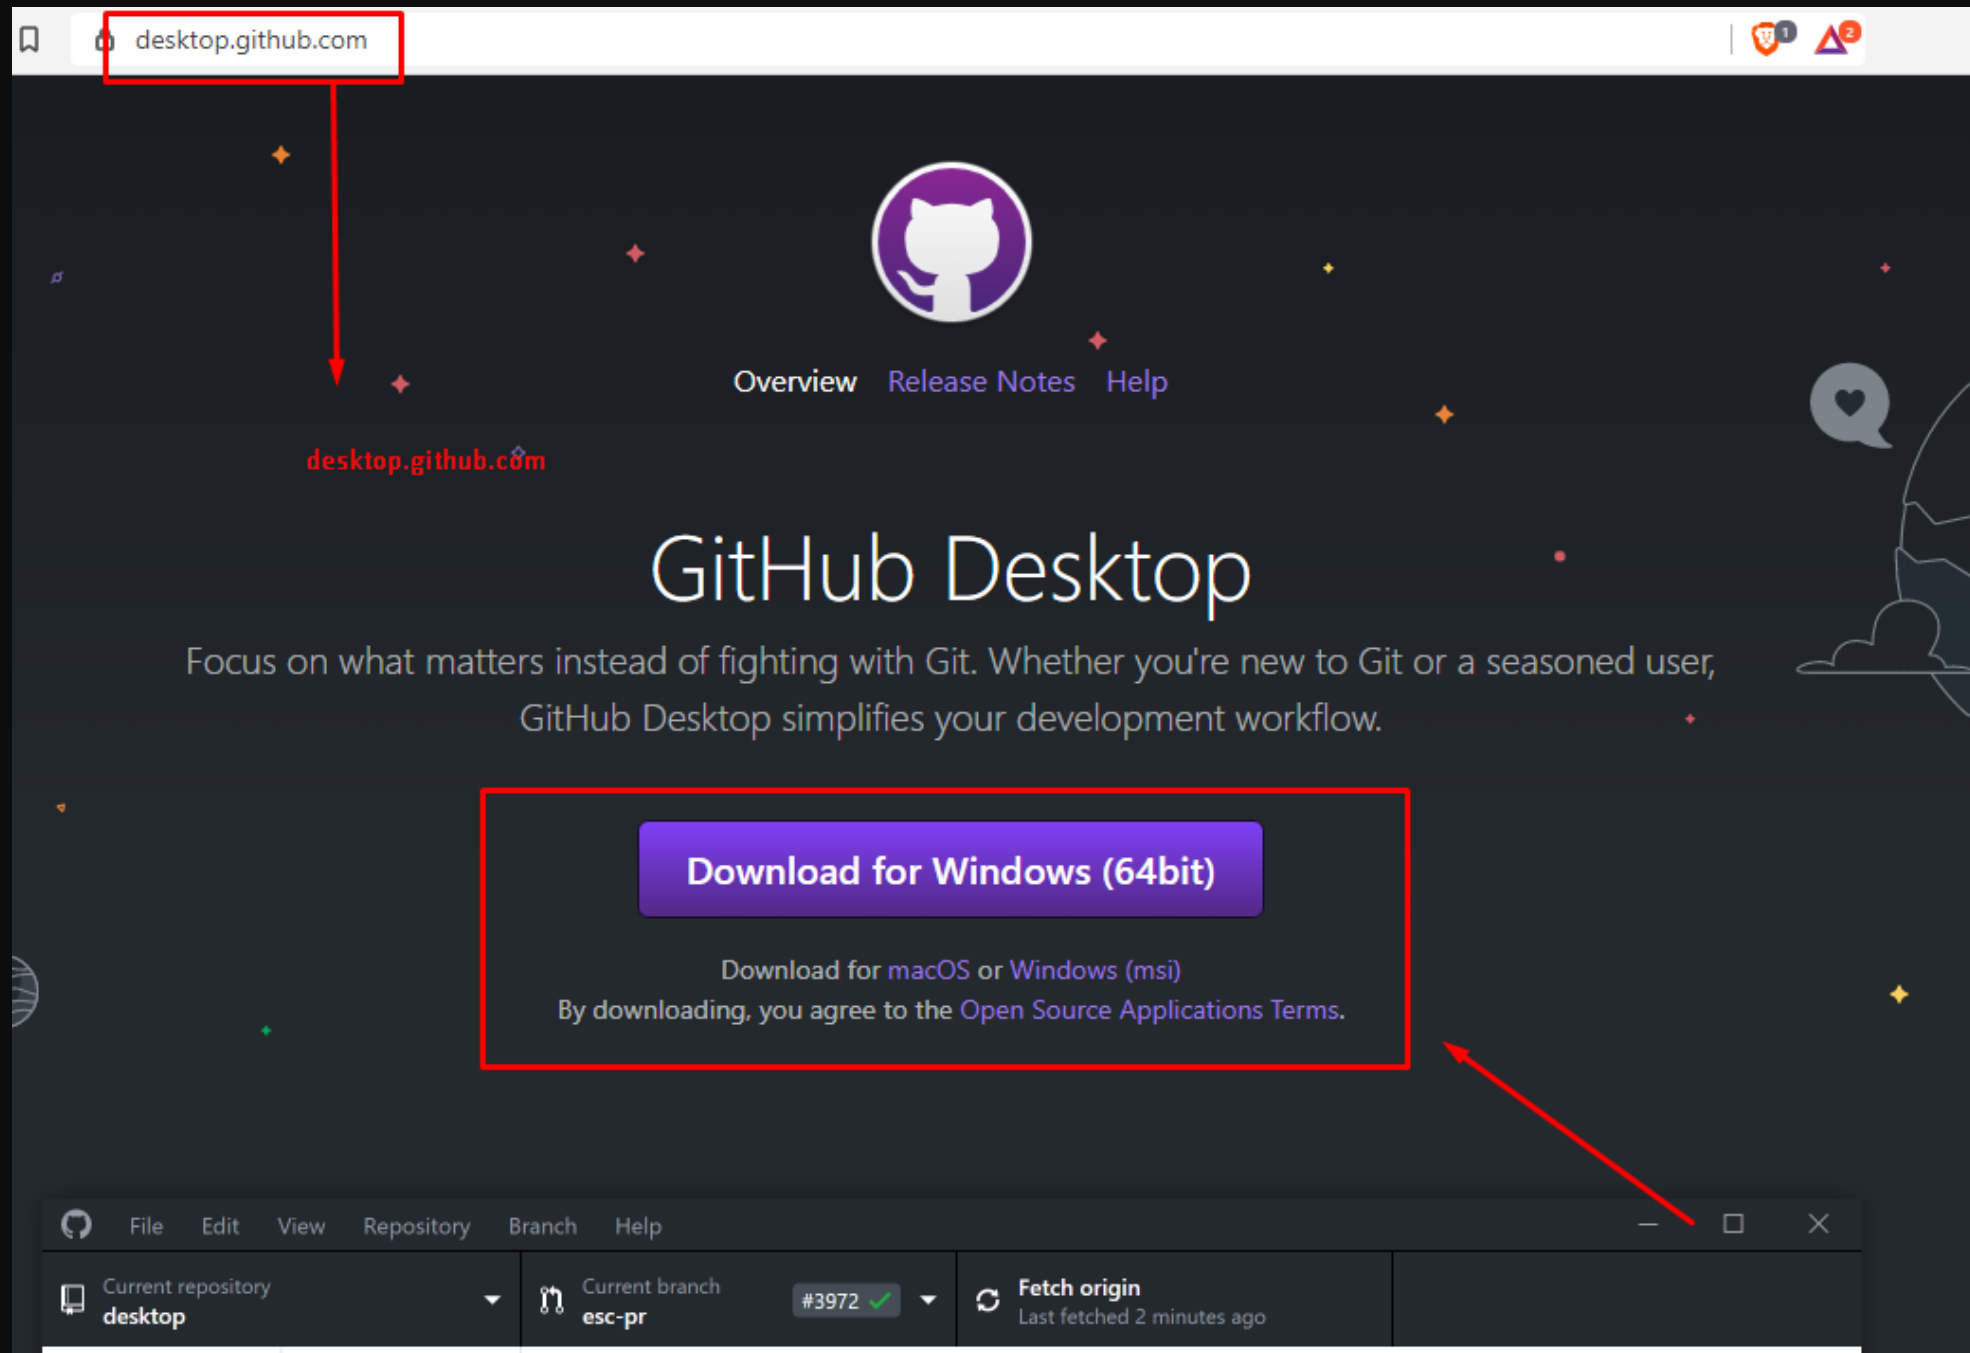 desktop.github.com
1
2
Overview Release Notes Help
desktop.github.com
GitHub Desktop
Focus on what matters instead of fighting with Git. Whether you're new to Git or a seasoned user,
GitHub Desktop simplifies your development workflow.
Download for Windows (64bit)
Download for macOS or Windows (msi)
By downloading, you agree to the Open Source Applications Terms.
File Edit View Repository Branch Help
Current repository
desktop
Current branch
esc-pr
#3972
Fetch origin
Last fetched 2 minutes ago